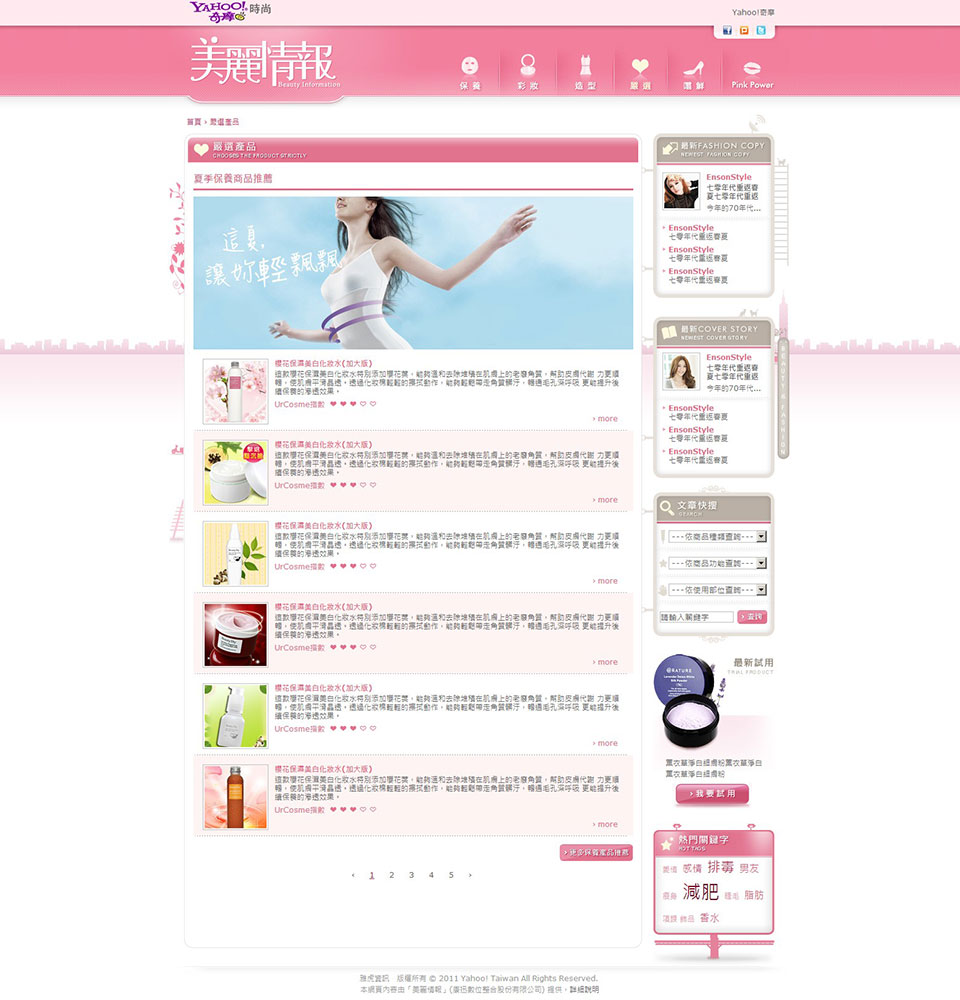 YAHOO!
奇摩
時尚
Yahoo!奇摩
美麗情報
Beauty Information
保養
彩妝
造型
嚴選
嚐鮮
Pink Power
首頁 › 嚴選產品
嚴選產品
CHOOSES THE PRODUCT STRICTLY
夏季保養商品推薦
這夏,
讓妳輕飄飄
櫻花保濕美白化妝水(加大版)
這款櫻花保濕美白化妝水特別添加櫻花萃，能夠溫和去除堆積在肌膚上的老廢角質，幫助皮膚代謝 力更順
暢，使肌膚平滑晶透。透過化妝棉輕輕的擦拭動作，能夠輕鬆帶走角質髒汙，暢通毛孔深呼吸 更能提升後
續保養的滲透效果。
UrCosme指數
› more
櫻花保濕美白化妝水(加大版)
這款櫻花保濕美白化妝水特別添加櫻花萃，能夠溫和去除堆積在肌膚上的老廢角質，幫助皮膚代謝 力更順
暢，使肌膚平滑晶透。透過化妝棉輕輕的擦拭動作，能夠輕鬆帶走角質髒汙，暢通毛孔深呼吸 更能提升後
續保養的滲透效果。
UrCosme指數
› more
櫻花保濕美白化妝水(加大版)
這款櫻花保濕美白化妝水特別添加櫻花萃，能夠溫和去除堆積在肌膚上的老廢角質，幫助皮膚代謝 力更順
暢，使肌膚平滑晶透。透過化妝棉輕輕的擦拭動作，能夠輕鬆帶走角質髒汙，暢通毛孔深呼吸 更能提升後
續保養的滲透效果。
UrCosme指數
› more
櫻花保濕美白化妝水(加大版)
這款櫻花保濕美白化妝水特別添加櫻花萃，能夠溫和去除堆積在肌膚上的老廢角質，幫助皮膚代謝 力更順
暢，使肌膚平滑晶透。透過化妝棉輕輕的擦拭動作，能夠輕鬆帶走角質髒汙，暢通毛孔深呼吸 更能提升後
續保養的滲透效果。
UrCosme指數
› more
櫻花保濕美白化妝水(加大版)
這款櫻花保濕美白化妝水特別添加櫻花萃，能夠溫和去除堆積在肌膚上的老廢角質，幫助皮膚代謝 力更順
暢，使肌膚平滑晶透。透過化妝棉輕輕的擦拭動作，能夠輕鬆帶走角質髒汙，暢通毛孔深呼吸 更能提升後
續保養的滲透效果。
UrCosme指數
› more
櫻花保濕美白化妝水(加大版)
這款櫻花保濕美白化妝水特別添加櫻花萃，能夠溫和去除堆積在肌膚上的老廢角質，幫助皮膚代謝 力更順
暢，使肌膚平滑晶透。透過化妝棉輕輕的擦拭動作，能夠輕鬆帶走角質髒汙，暢通毛孔深呼吸 更能提升後
續保養的滲透效果。
UrCosme指數
› more
› 更多保養產品推薦
‹ 1 2 3 4 5 ›
最新FASHION COPY
NEWEST FASHION COPY
EnsonStyle
七零年代重返春
夏七零年代重返
今年的70年代...
EnsonStyle
七零年代重返春夏
EnsonStyle
七零年代重返春夏
EnsonStyle
七零年代重返春夏
最新COVER STORY
NEWEST COVER STORY
EnsonStyle
七零年代重返春
夏七零年代重返
今年的70年代...
EnsonStyle
七零年代重返春夏
EnsonStyle
七零年代重返春夏
EnsonStyle
七零年代重返春夏
BEAUTY & FASHION
文章快搜
SEARCH
---依商品種類查詢---
---依商品功能查詢---
---依使用部位查詢---
請輸入關鍵字
› 查詢
最新試用
TRIAL PRODUCT
NATURE
薰衣草淨白細膚粉薰衣草淨白
薰衣草淨白細膚粉
› 我要試用
熱門關鍵字
HOT TAGS
愛情 感情 排毒 男友
瘦身 減肥 睫毛 脂肪
項鍊 飾品 香水
雅虎資訊 版權所有 © 2011 Yahoo! Taiwan All Rights Reserved.
本網頁內容由「美麗情報」(康迅數位整合股份有限公司) 提供，詳細說明